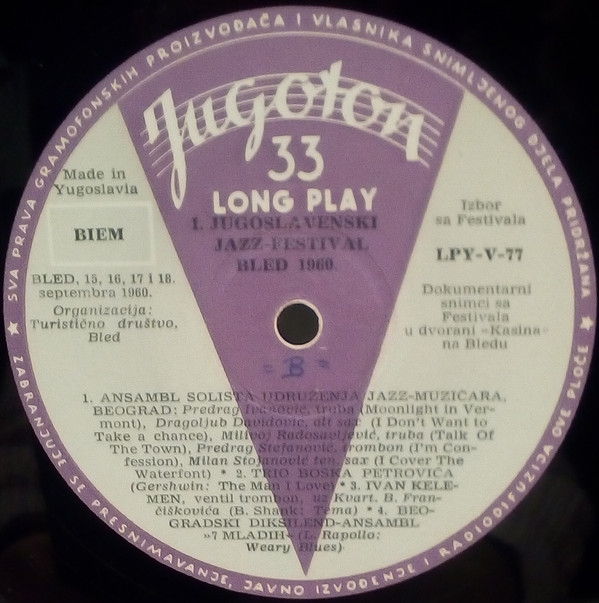 SVA PRAVA GRAMOFONSKIH PROIZVOĐAČA I VLASNIKA SNIMLJENOG DJELA PRIDRŽANA ★
ZABRANJUJE SE PRESNIMAVANJE, JAVNO IZVOĐENJE I RADIODIFUZIJA OVE PLOČE ★
Jugoton
33
LONG PLAY
I. JUGOSLAVENSKI
JAZZ-FESTIVAL
BLED 1960.
Made in
Yugoslavia
BIEM
BLED, 15, 16, 17 i 18.
septembra 1960.
Organizacija:
Turistično društvo,
Bled
Izbor
sa Festivala
LPY-V-77
Dokumentarni
snimci sa
Festivala
u dvorani »Kasina«
na Bledu
= B =
1. ANSAMBL SOLISTA UDRUŽENJA JAZZ-MUZIČARA,
BEOGRAD: Predrag Ivanović, truba (Moonlight in Ver-
mont), Dragoljub Davidović, alt sax (I Don't Want to
Take a chance), Milivoj Radosavljević, truba (Talk Of
The Town), Predrag Stefanović, trombon (I'm Con-
fession), Milan Stojanović ten. sax (I Cover The
Waterfont) * 2. TRIO BOŠKA PETROVIĆA
(Gershwin: The Man I Love) * 3. IVAN KELE-
MEN, ventil trombon, uz Kvart. B. Fran-
čiškovića (B. Shank: Tema) * 4. BEO-
GRADSKI DIKSILEND-ANSAMBL
»7 MLADIH« (L. Rapollo:
Weary Blues)